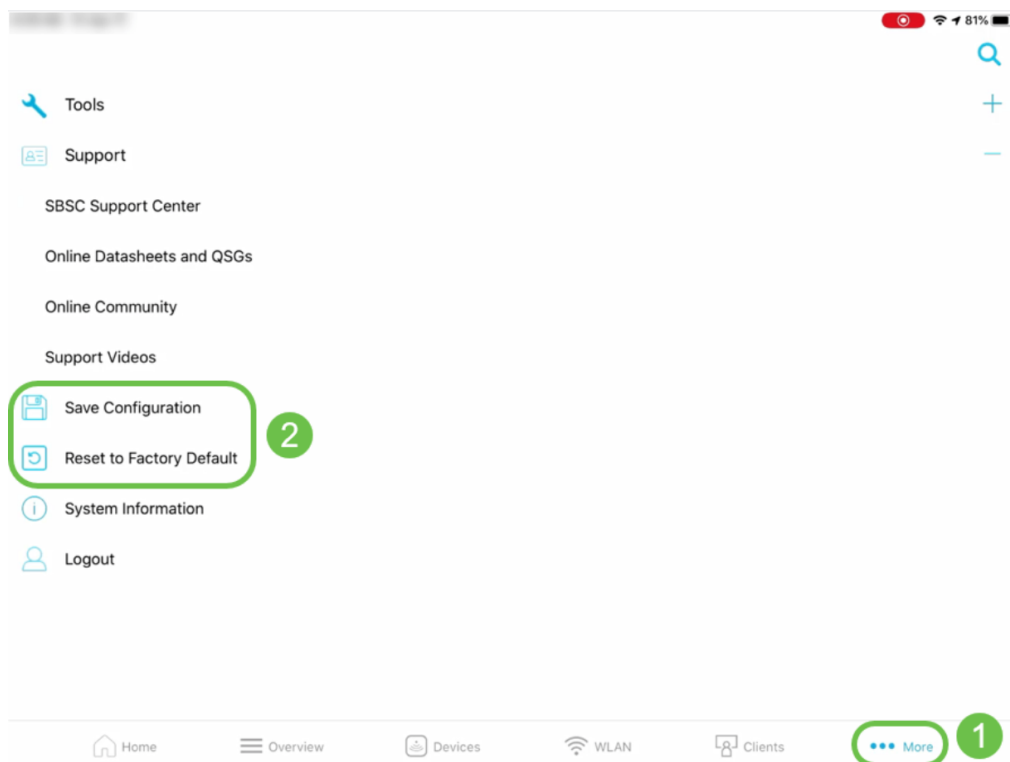 81%
Tools
Support
SBSC Support Center
Online Datasheets and QSGs
Online Community
Support Videos
Save Configuration
2
Reset to Factory Default
System Information
Logout
Home Overview Devices WLAN Clients More 1